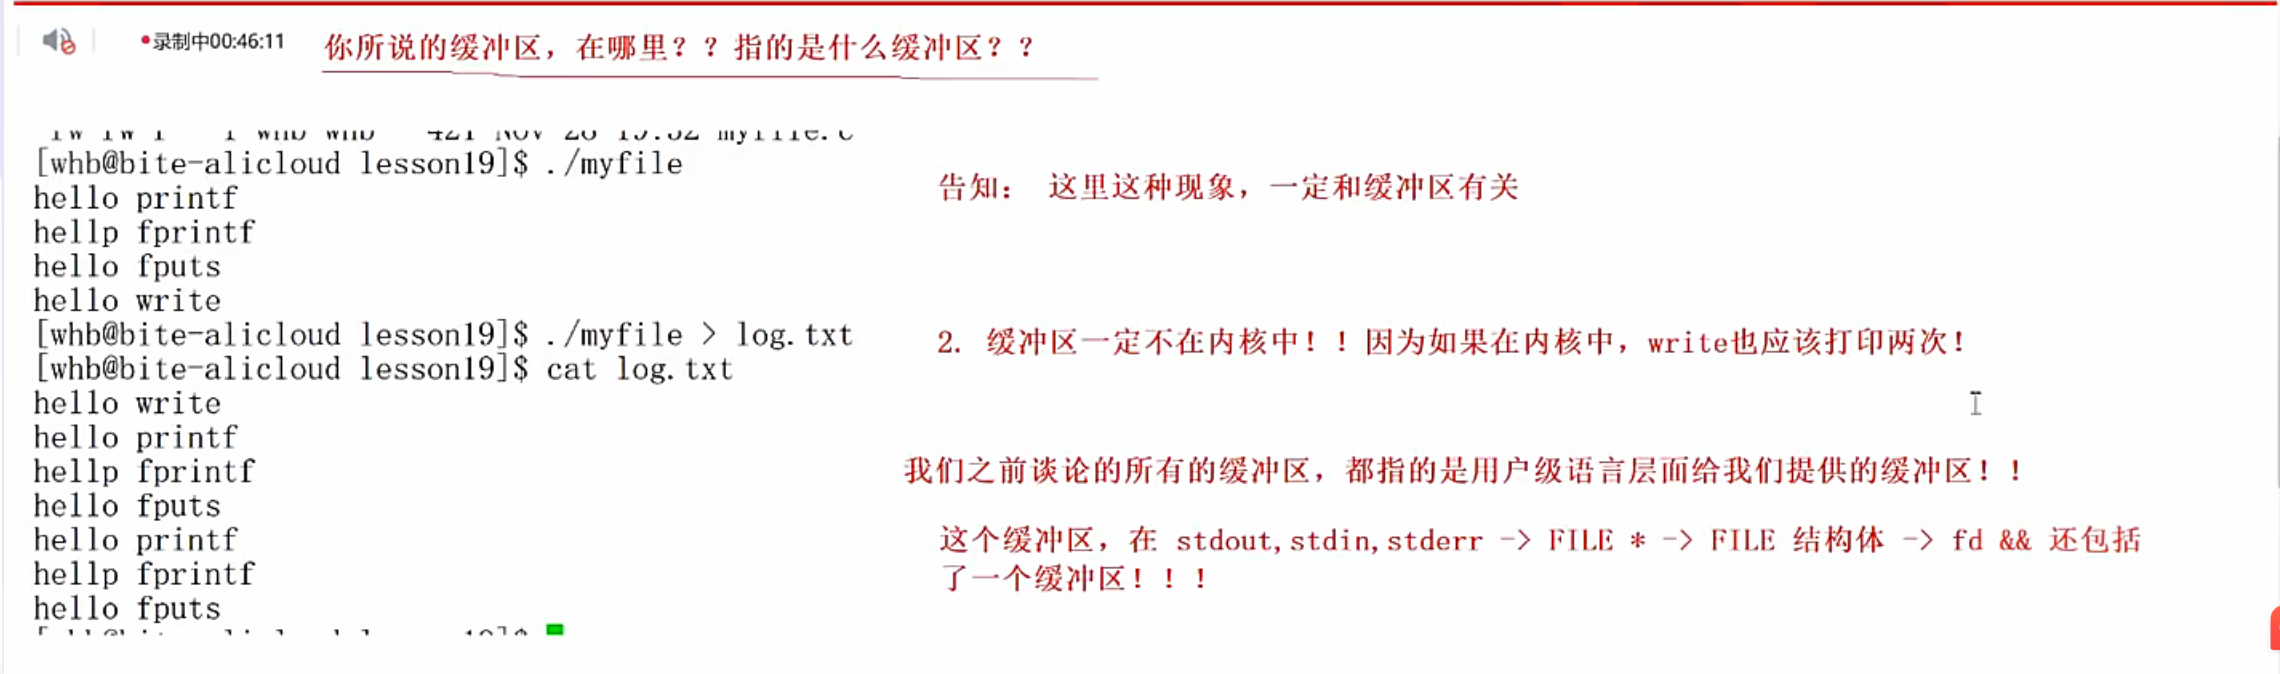 •录制中00:46:11
你所说的缓冲区，在哪里？？指的是什么缓冲区？？
[whb@bite-alicloud lesson19]$ ./myfile
hello printf
hellp fprintf
hello fputs
hello write
[whb@bite-alicloud lesson19]$ ./myfile > log.txt
[whb@bite-alicloud lesson19]$ cat log.txt
hello write
hello printf
hellp fprintf
hello fputs
hello printf
hellp fprintf
hello fputs
告知： 这里这种现象，一定和缓冲区有关
2. 缓冲区一定不在内核中！！因为如果在内核中，write也应该打印两次！
我们之前谈论的所有的缓冲区，都指的是用户级语言层面给我们提供的缓冲区！！
这个缓冲区，在 stdout,stdin,stderr -> FILE * -> FILE 结构体 -> fd && 还包括
了一个缓冲区！！！